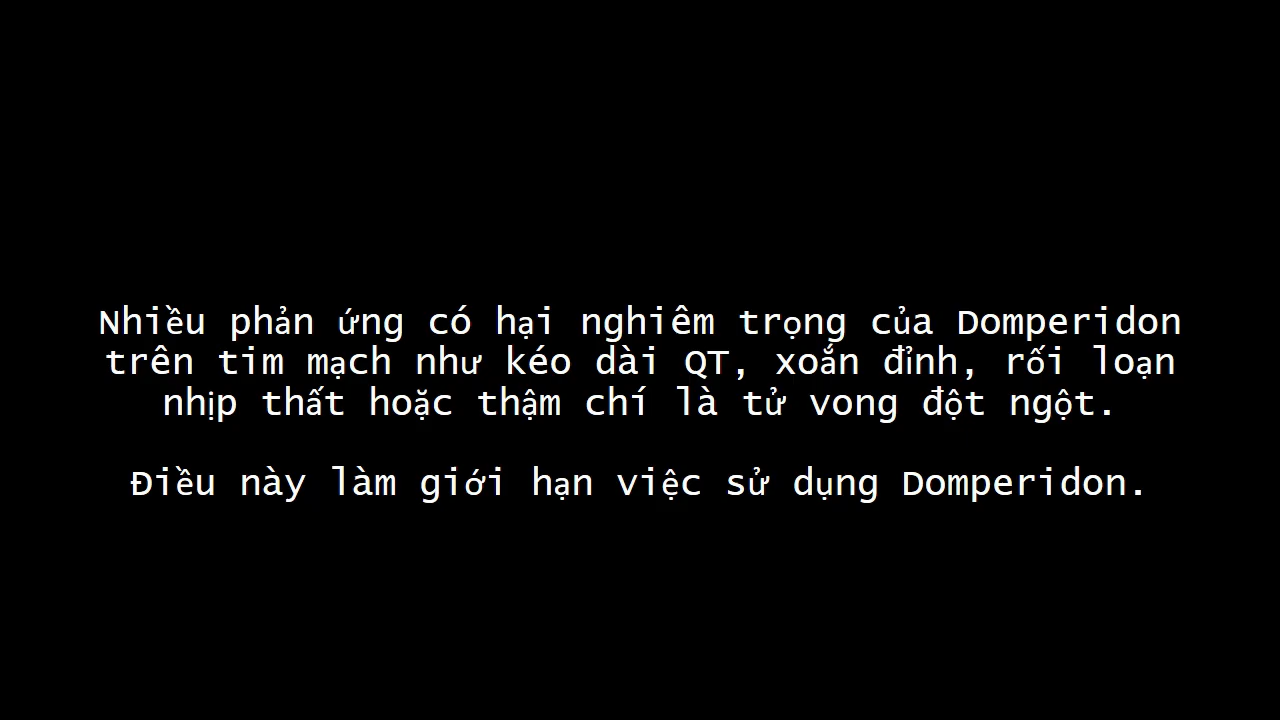 Nhiều phản ứng có hại nghiêm trọng của Domperidon
trên tim mạch như kéo dài QT, xoắn đỉnh, rối loạn
nhịp thất hoặc thậm chí là tử vong đột ngột.
Điều này làm giới hạn việc sử dụng Domperidon.